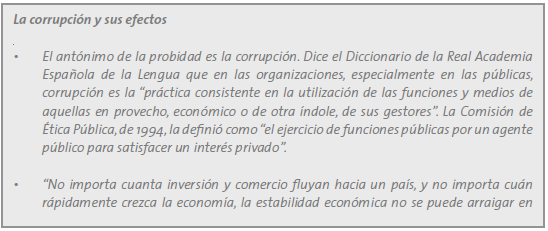 La corrupción y sus efectos
.
• El antónimo de la probidad es la corrupción. Dice el Diccionario de la Real Academia
Española de la Lengua que en las organizaciones, especialmente en las públicas,
corrupción es la “práctica consistente en la utilización de las funciones y medios de
aquellas en provecho, económico o de otra índole, de sus gestores”. La Comisión de
Ética Pública, de 1994, la definió como “el ejercicio de funciones públicas por un agente
público para satisfacer un interés privado”.
• “No importa cuanta inversión y comercio fluyan hacia un país, y no importa cuán
rápidamente crezca la economía, la estabilidad económica no se puede arraigar en